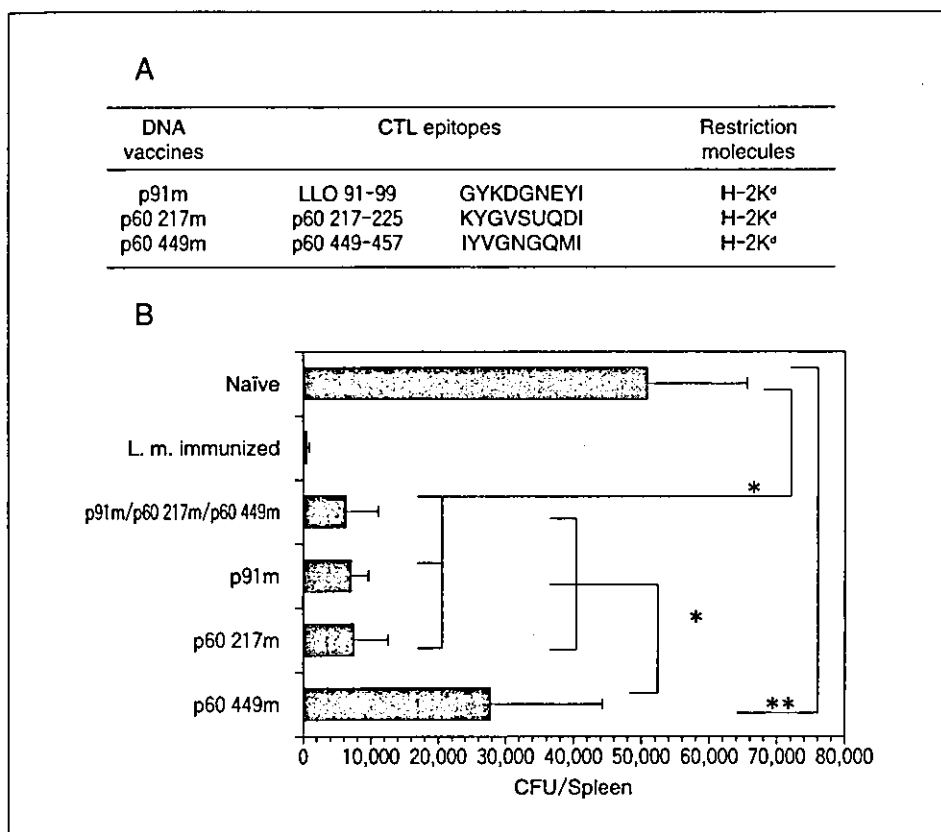 A
DNA vaccines CTL epitopes Restriction molecules
p91m LLO 91-99 GYKDGNEYI H-2Kᵈ
p60 217m p60 217-225 KYGVSUQDI H-2Kᵈ
p60 449m p60 449-457 IYVGNGQMI H-2Kᵈ
B
Naïve
L. m. immunized
p91m/p60 217m/p60 449m
*
p91m
*
p60 217m
p60 449m
**
0 10,000 20,000 30,000 40,000 50,000 60,000 70,000 80,000
CFU/Spleen